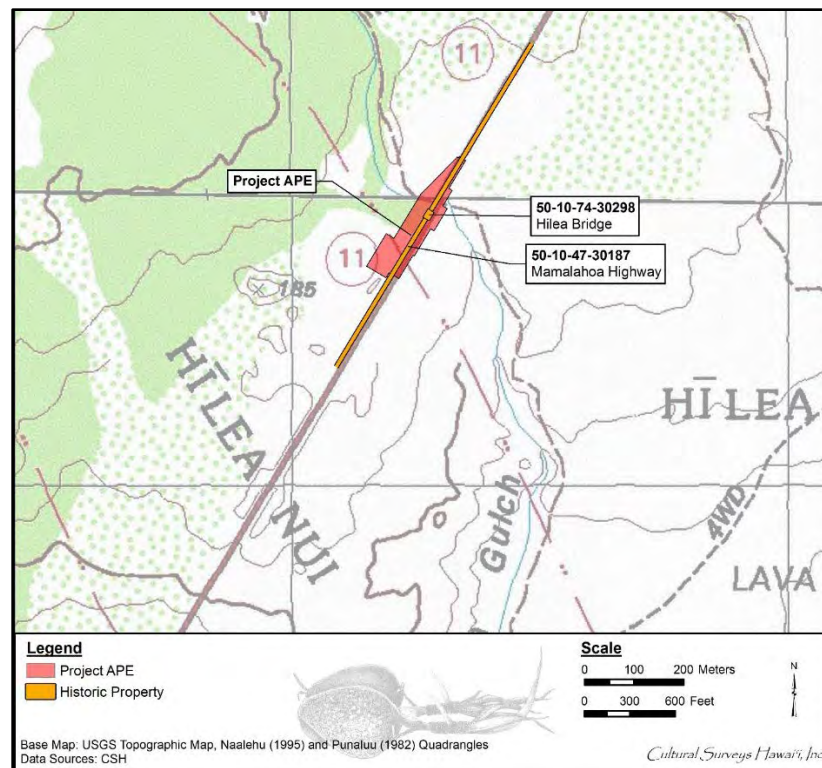 11
Project APE
50-10-74-30298
Hilea Bridge
50-10-47-30187
Mamalahoa Highway
11
185
HĪLEA
NUI
HĪLEA
Gulch
4WD
LAVA
Legend
Project APE
Historic Property
Scale
0 100 200 Meters
0 300 600 Feet
N
Base Map: USGS Topographic Map, Naalehu (1995) and Punaluu (1982) Quadrangles
Data Sources: CSH
Cultural Surveys Hawai‘i, Inc